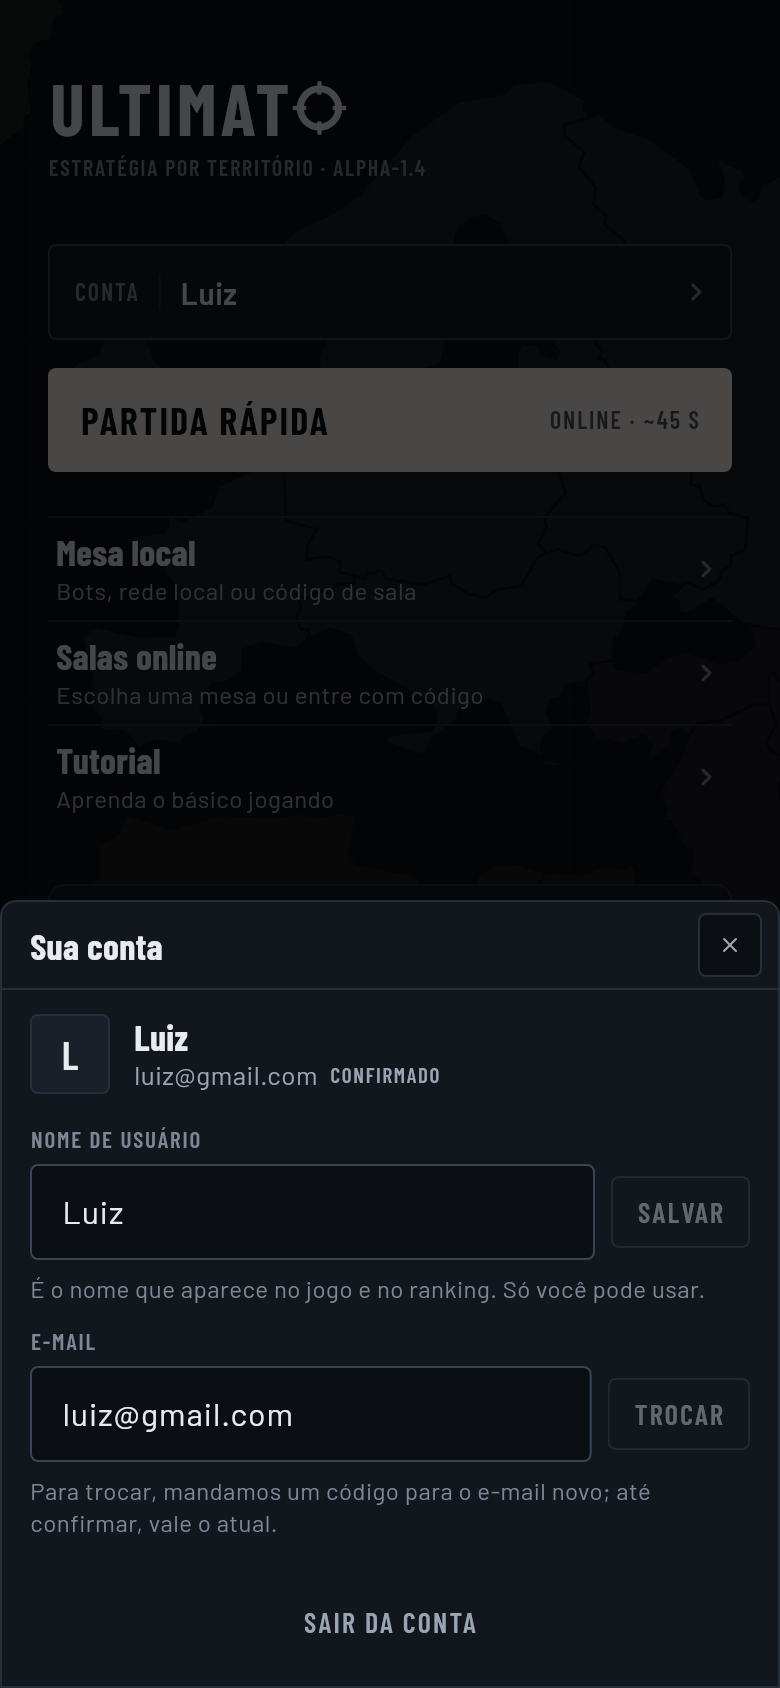 ULTIMATO
ESTRATÉGIA POR TERRITÓRIO · ALPHA-1.4
CONTA Luiz
PARTIDA RÁPIDA ONLINE · ~45 S
Mesa local
Bots, rede local ou código de sala
Salas online
Escolha uma mesa ou entre com código
Tutorial
Aprenda o básico jogando
Sua conta
L
Luiz
luiz@gmail.com CONFIRMADO
NOME DE USUÁRIO
Luiz SALVAR
É o nome que aparece no jogo e no ranking. Só você pode usar.
E-MAIL
luiz@gmail.com TROCAR
Para trocar, mandamos um código para o e-mail novo; até
confirmar, vale o atual.
SAIR DA CONTA